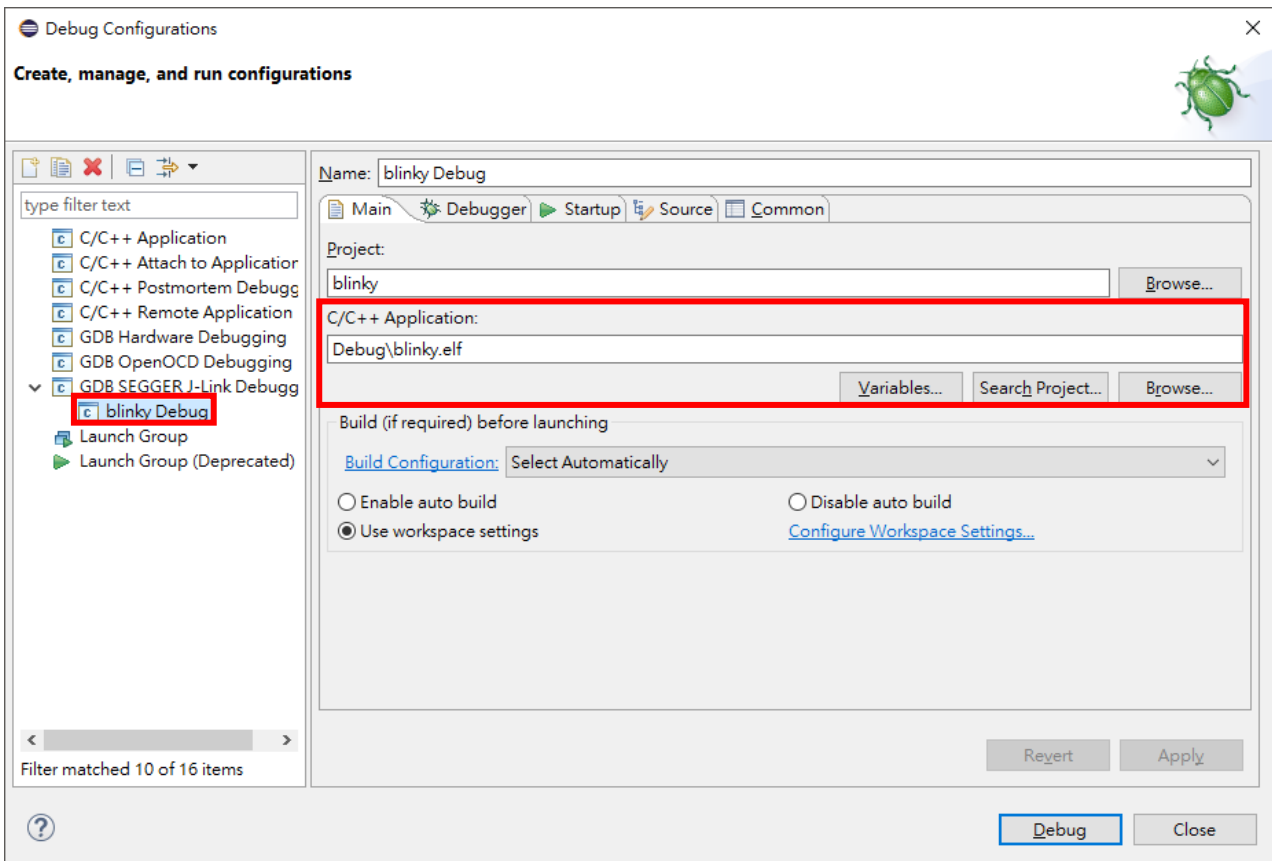 Debug Configurations
Create, manage, and run configurations
type filter text
C/C++ Application
C/C++ Attach to Application
C/C++ Postmortem Debugg
C/C++ Remote Application
GDB Hardware Debugging
GDB OpenOCD Debugging
GDB SEGGER J-Link Debugg
blinky Debug
Launch Group
Launch Group (Deprecated)
Filter matched 10 of 16 items
Name: blinky Debug
Main Debugger Startup Source Common
Project:
blinky Browse...
C/C++ Application:
Debug\blinky.elf
Variables... Search Project... Browse...
Build (if required) before launching
Build Configuration: Select Automatically
Enable auto build Disable auto build
Use workspace settings Configure Workspace Settings...
Revert Apply
? Debug Close